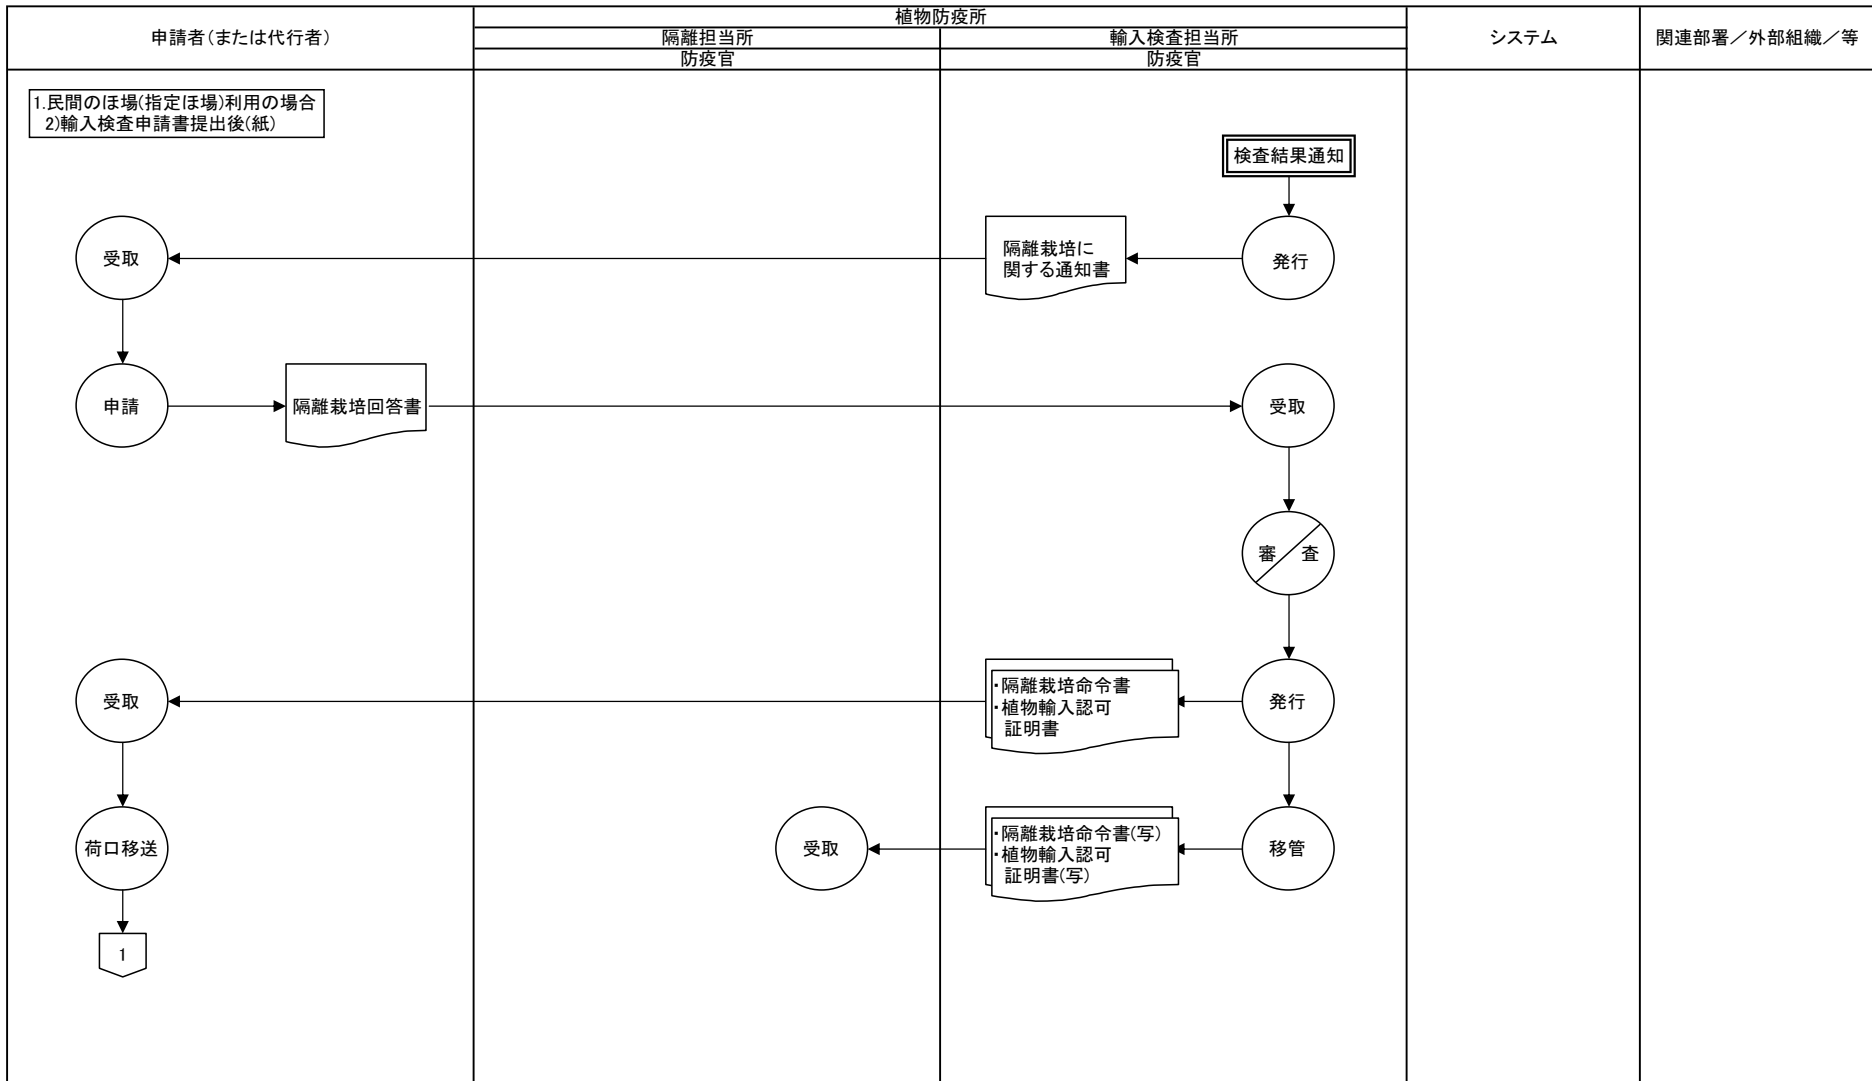 植物防疫所
申請者(または代行者)
隔離担当所
輸入検査担当所
システム
関連部署／外部組織／等
防疫官
防疫官
1.民間のほ場(指定ほ場)利用の場合
2)輸入検査申請書提出後(紙)
検査結果通知
受取
隔離栽培に
関する通知書
発行
申請
隔離栽培回答書
受取
審 査
受取
・隔離栽培命令書
・植物輸入認可
証明書
発行
荷口移送
受取
・隔離栽培命令書(写)
・植物輸入認可
証明書(写)
移管
1